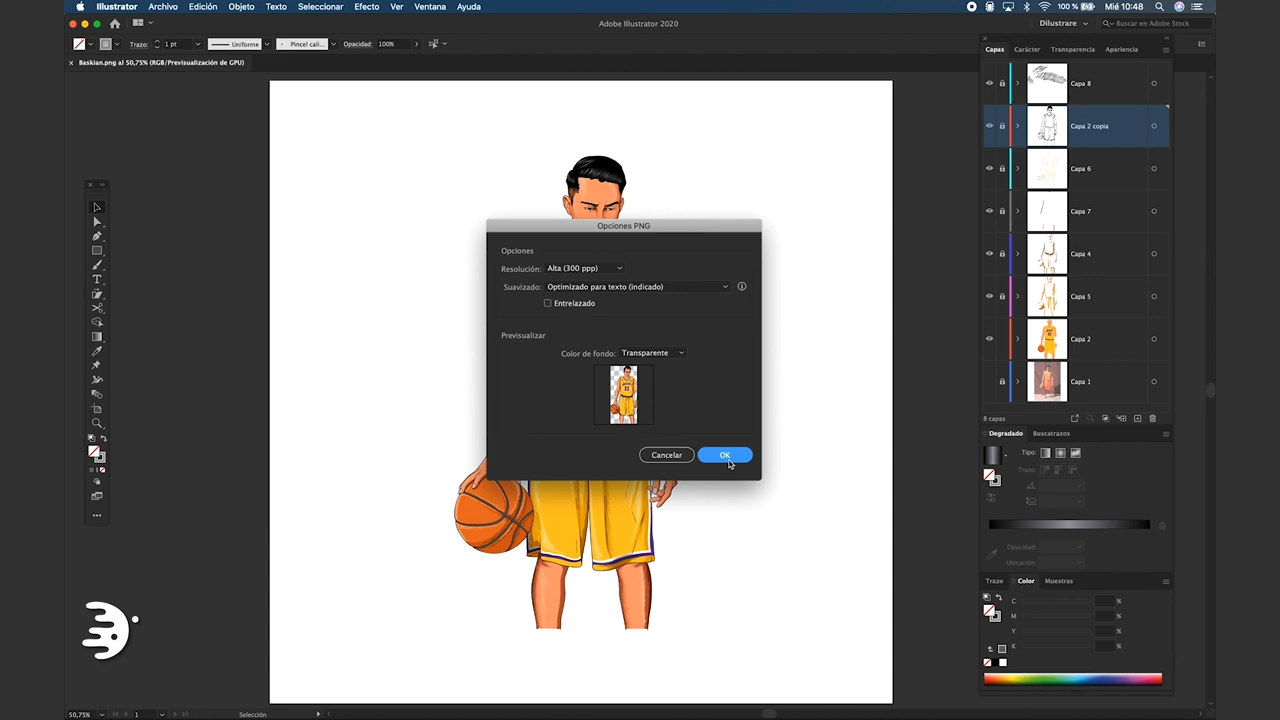 Illustrator Archivo Edición Objeto Texto Seleccionar Efecto Ver Ventana Ayuda
100 % Mié 10:48
Adobe Illustrator 2020
Dilustrare
Buscar en Adobe Stock
Trazo: 1 pt Uniforme Pincel cali... Opacidad: 100%
× Baskian.png al 50,75% (RGB/Previsualización de GPU)
Capas Carácter Transparencia Apariencia
Capa 8
Capa 2 copia
Capa 6
Capa 7
Capa 4
Capa 5
Capa 2
Capa 1
8 capas
Opciones PNG
Opciones
Resolución: Alta (300 ppp)
Suavizado: Optimizado para texto (indicado)
Entrelazado
Previsualizar
Color de fondo: Transparente
Cancelar OK
Degradado Buscatrazos
Tipo:
Trazo:
Opacidad:
Ubicación:
Trazo Color Muestras
C %
M %
Y %
K %
50,75% 1 Selección